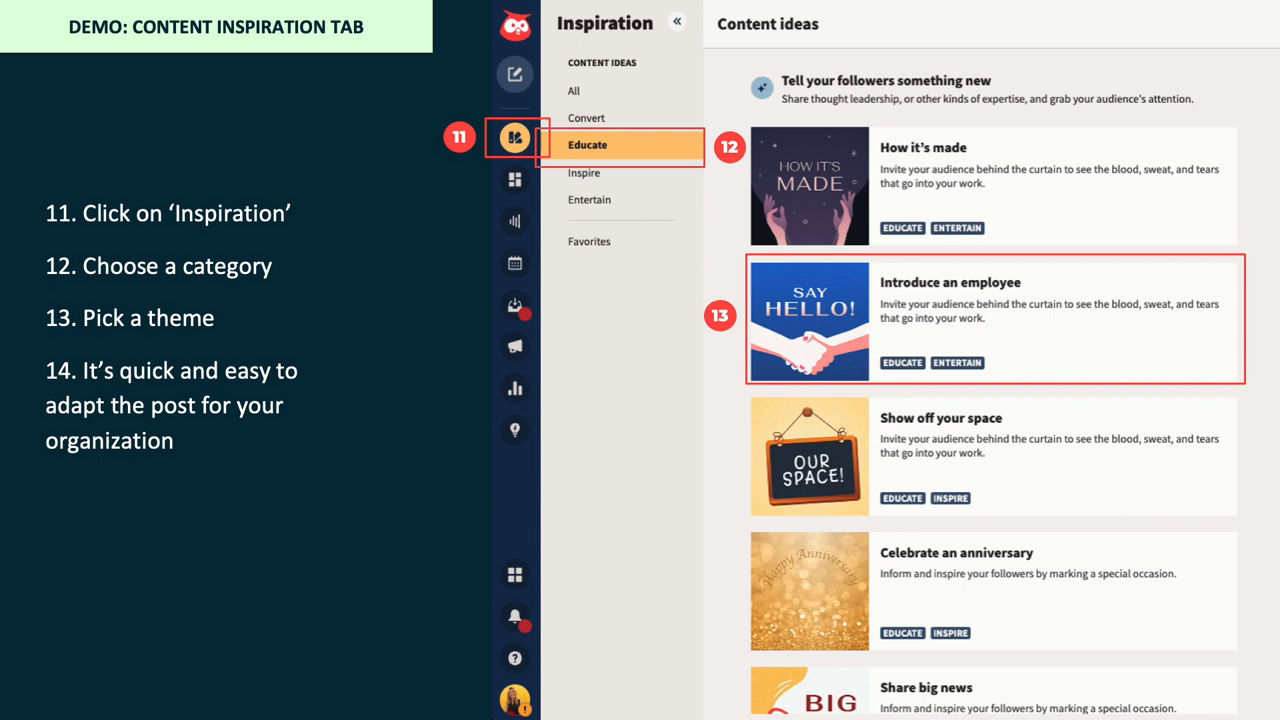 DEMO: CONTENT INSPIRATION TAB
11. Click on ‘Inspiration’
12. Choose a category
13. Pick a theme
14. It’s quick and easy to
adapt the post for your
organization
11
Inspiration
«
CONTENT IDEAS
All
Convert
Educate
Inspire
Entertain
Favorites
12
13
Content ideas
Tell your followers something new
Share thought leadership, or other kinds of expertise, and grab your audience's attention.
HOW IT'S
MADE
How it’s made
Invite your audience behind the curtain to see the blood, sweat, and tears
that go into your work.
EDUCATE ENTERTAIN
SAY
HELLO!
Introduce an employee
Invite your audience behind the curtain to see the blood, sweat, and tears
that go into your work.
EDUCATE ENTERTAIN
OUR
SPACE!
Show off your space
Invite your audience behind the curtain to see the blood, sweat, and tears
that go into your work.
EDUCATE INSPIRE
Happy Anniversary
Celebrate an anniversary
Inform and inspire your followers by marking a special occasion.
EDUCATE INSPIRE
BIG
Share big news
Inform and inspire your followers by marking a special occasion.